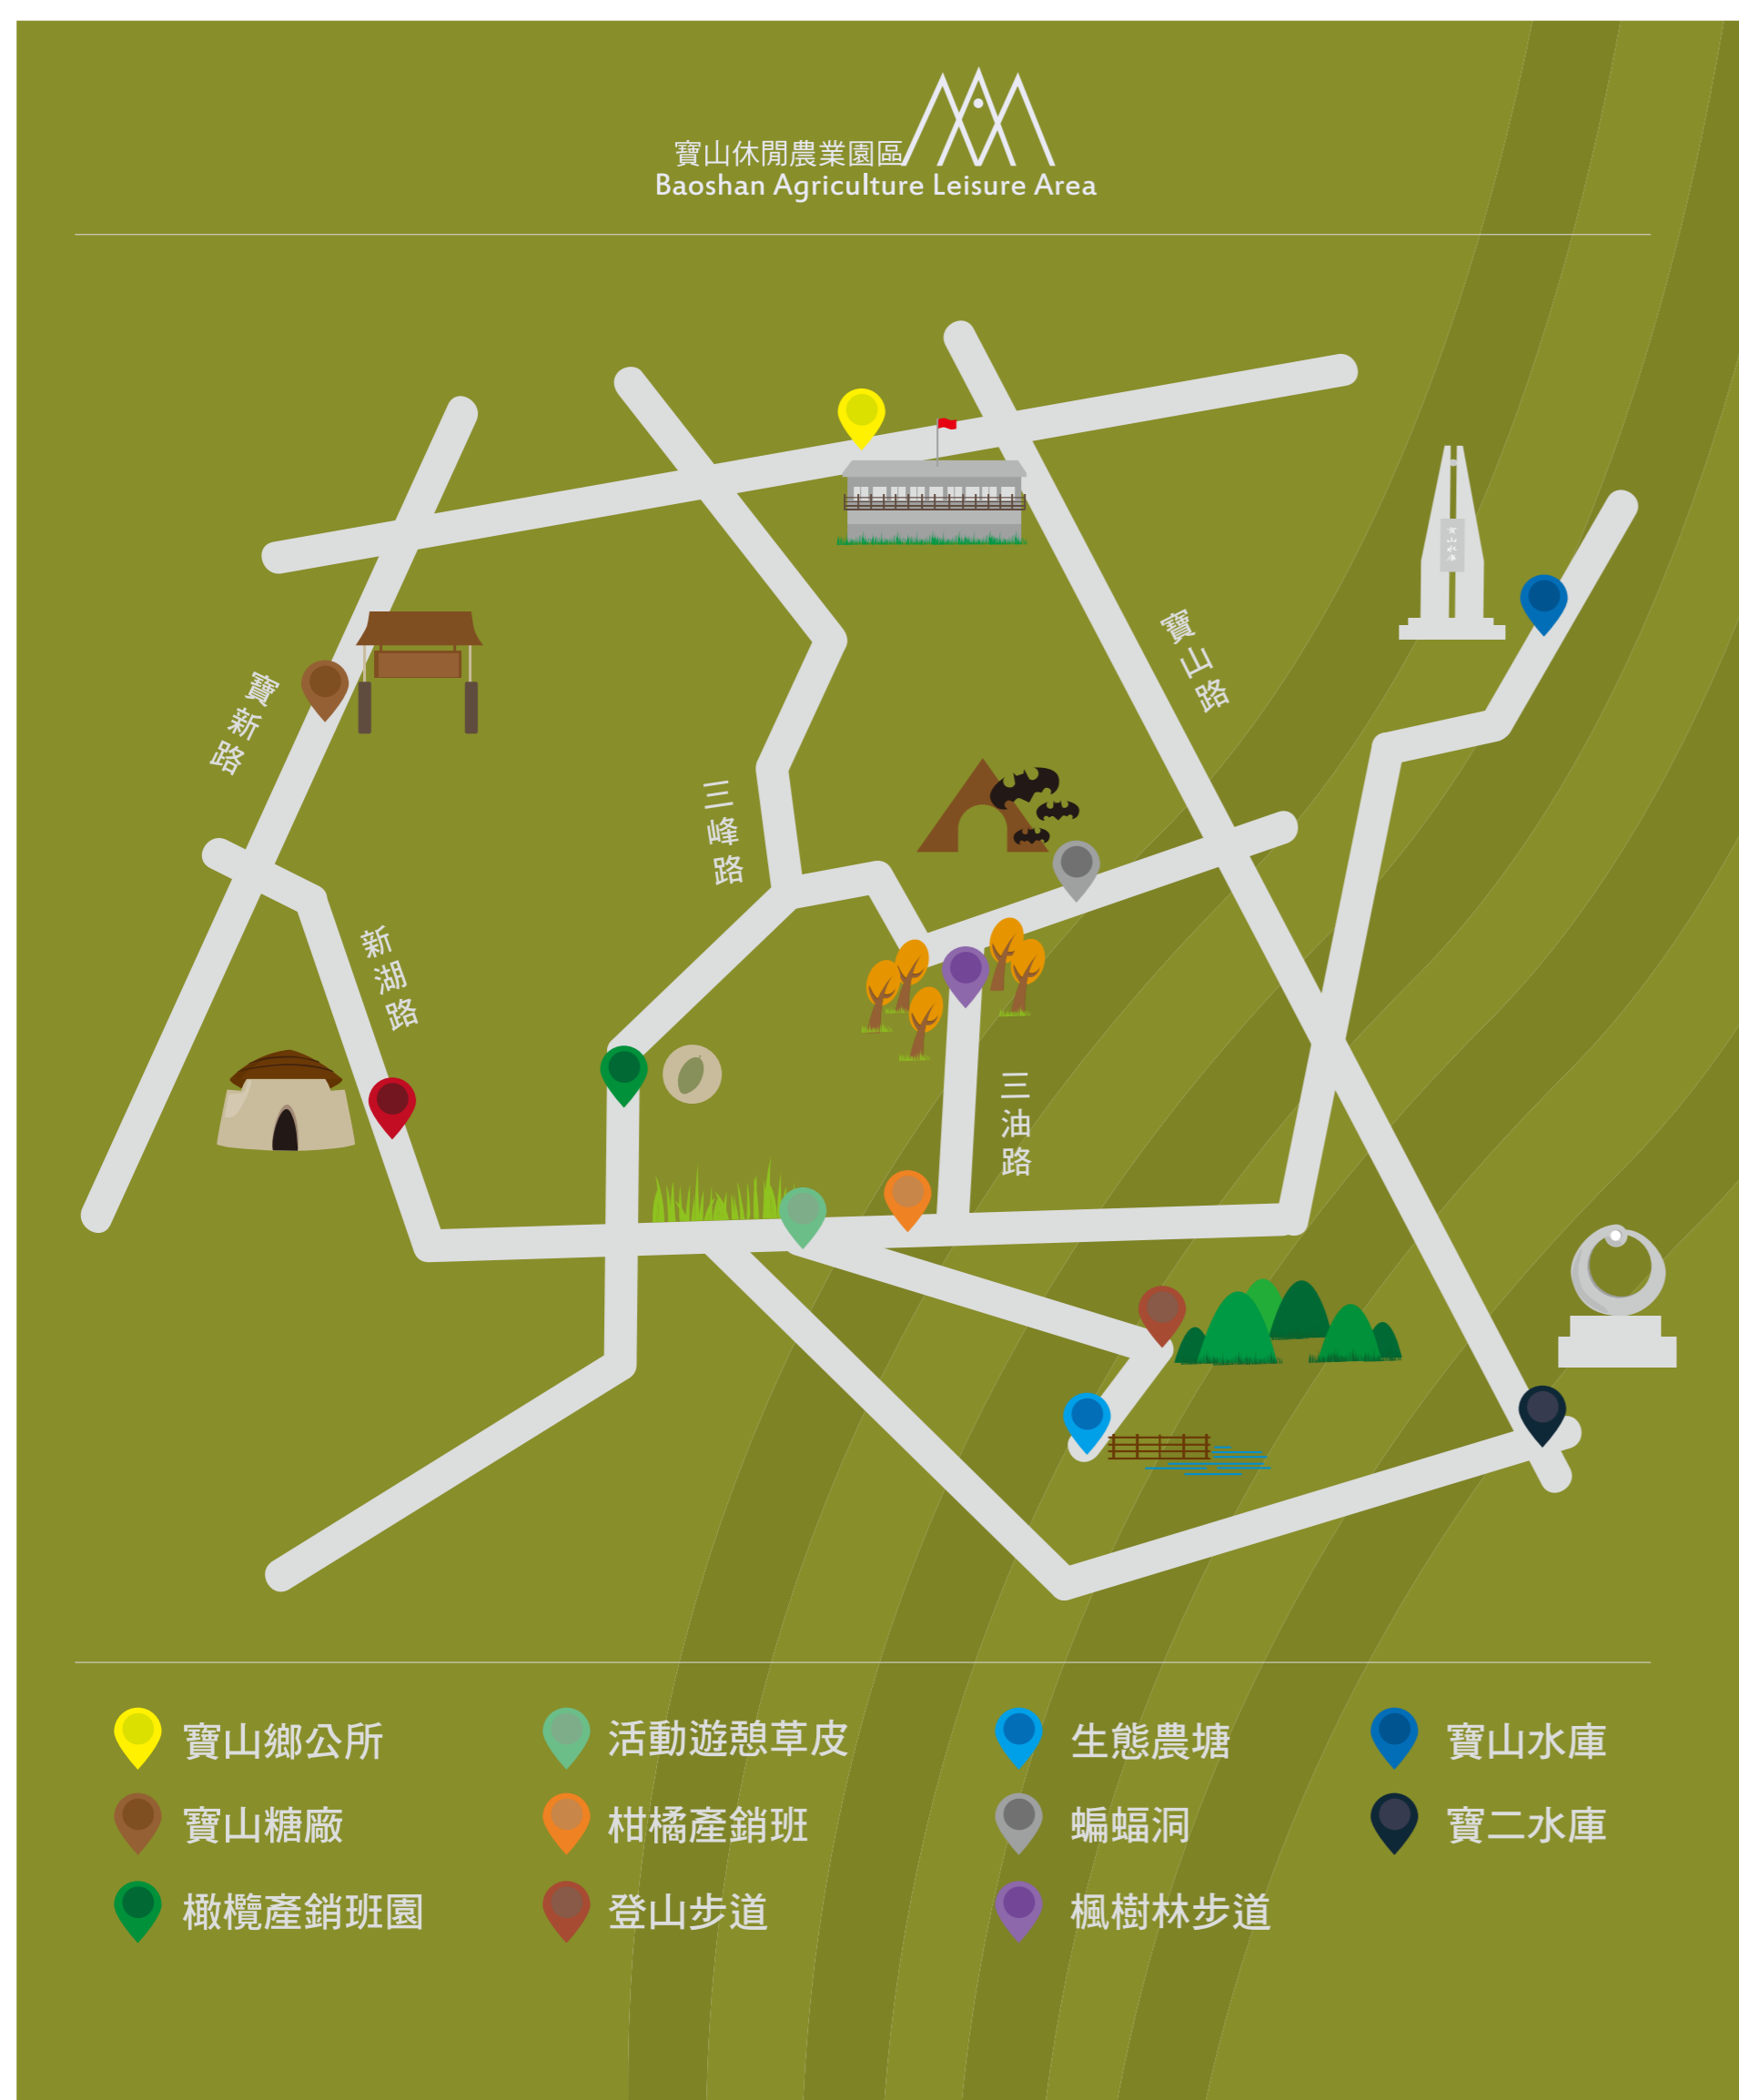 寶山休閒農業園區
Baoshan Agriculture Leisure Area
寶山路
寶新路
三峰路
新湖路
三油路
寶山鄉公所
活動遊憩草皮
生態農塘
寶山水庫
寶山糖廠
柑橘產銷班
蝙蝠洞
寶二水庫
橄欖產銷班園
登山步道
楓樹林步道